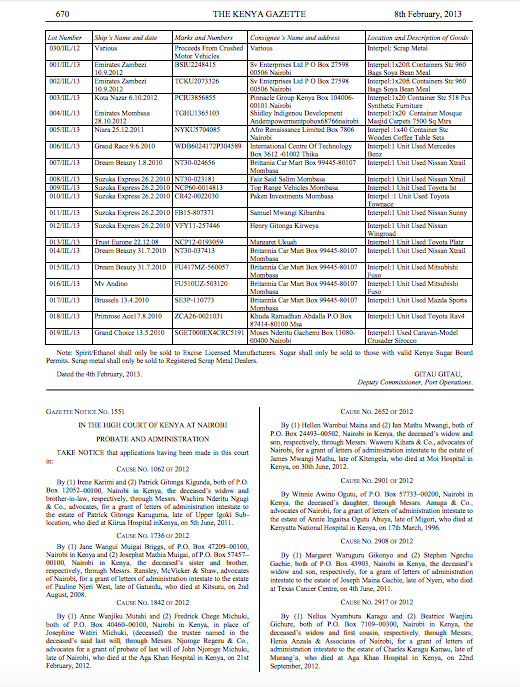 670 THE KENYA GAZETTE 8th February, 2013
Lot Number Ship's Name and date Marks and Numbers Consignee's Name and address Location and Description of Goods
030/IIL/12 Various Proceeds From Crushed Various Interpel: Scrap Metal
Motor Vehicles
001/IIL/13 Emirates Zambezi BSIU2248415 Sv Enterprises Ltd P O Box 27598 Interpel:1x20ft Containers Stc 960
10.9.2012 00506 Nairobi Bags Soya Bean Meal
002/IIL/13 Emirates Zambezi TCKU2073326 Sv Enterprises Ltd P O Box 27598 Interpel:1x20ft Containers Stc 960
10.9.2012 00506 Nairobi Bags Soya Bean Meal
003/IIL/13 Kota Nazar 6.10.2012 PCIU3856855 Pinnacle Group Kenya Box 104006- Interpel:1x20 Container Stc 518 Pcs
00101 Nairobi Synthetic Furniture
004/IIL/13 Emirates Mombasa TGHU1365103 Shidley Indigenou Development Interpel:1x20 Container Mosque
28.10.2012 Andempowermentpobox68766nairobi Masjid Carpets 7500 Sq Mtrs
005/IIL/13 Niara 25.12.2011 NYKU5704085 Afro Renaissance Limited Box 7806 Interpel :1x40 Container Stc
Nairobi Wooden Coffee Table Sets
006/IIL/13 Grand Race 9.6.2010 WDB6024172P304589 International Centre Of Technology Interpel:1 Unit Used Mercedes
Box 3612 -01002 Thika Benz
007/IIL/13 Dream Beauty 1.8.2010 NT30-024656 Brittania Car Mart Box 99445-80107 Interpel:1 Unit Used Nissan Xtrail
Mombasa
008/IIL/13 Suzuka Express 26.2.2010 NT30-023181 Faiz Said Salim Mombasa Interpel:1 Unit Used Nissan Xtrail
009/IIL/13 Suzuka Express 26.2.2010 NCP60-0014813 Top Range Vehicles Mombasa Interpel:1 Unit Used Toyota Ist
010/IIL/13 Suzuka Express 26.2.2010 CR42-0022030 Paken Investments Mombasa Interpel :1 Unit Used Toyota
Townace
011/IIL/13 Suzuka Express 26.2.2010 FB15-807371 Samuel Mwangi Kibamba Interpel:1 Unit Used Nissan Sunny
012/IIL/13 Suzuka Express 26.2.2010 VFY11-257446 Henry Gitonga Kirweya Interpel:1 Unit Used Nissan
Wingroad
013/IIL/13 Trust Europe 22.12.08 NCP12-0193059 Margaret Ukuah Interpel:1 Unit Used Toyota Platz
014/IIL/13 Dream Beauty 31.7.2010 NT30-037413 Britannia Car Mart Box 99445-80107 Interpel:1 Unit Used Nissan Xtrail
Mombasa
015/IIL/13 Dream Beauty 31.7.2010 FU417MZ-560057 Britannia Car Mart Box 99445-80107 Interpel:1 Unit Used Mitsubishi
Mombasa Fuso
016/IIL/13 Mv Andino FU510UZ-503120 Britannia Car Mart Box 99445-80107 Interpel:1 Unit Used Mitsubishi
Mombasa Fuso
017/IIL/13 Brussels 13.4.2010 SE3P-110773 Britannia Car Mart Box 99445-80107 Interpel:1 Unit Used Mazda Sports
Mombasa
018/IIL/13 Primrose Ace17.8.2010 ZCA26-0021031 Khuda Ramadhan Abdalla P.O Box Interpel:1 Unit Used Toyota Rav4
87414-80100 Msa
019/IIL/13 Grand Choice 13.5.2010 SGET000EX4CRC5191 Moses Nderitu Gachemi Box 11080- Interpel:1 Used Caravan-Model
00400 Nairobi Crusader Sirocco
Note: Spirit/Ethanol shall only be sold to Excise Licensed Manufacturers. Sugar shall only be sold to those with valid Kenya Sugar Board
Permits. Scrap metal shall only be sold to Registered Scrap Metal Dealers.
Dated the 4th February, 2013. GITAU GITAU,
Deputy Commissioner, Port Operations.
GAZETTE NOTICE NO. 1551
IN THE HIGH COURT OF KENYA AT NAIROBI
PROBATE AND ADMINISTRATION
TAKE NOTICE that applications having been made in this court
in:
CAUSE NO. 1062 OF 2012
By (1) Irene Karimi and (2) Patrick Gitonga Kigunda, both of P.O.
Box 12052–00100, Nairobi in Kenya, the deceased's widow and
brother-in-law, respectively, through Messrs. Wachira Nderitu Ngugi
& Co., advocates, for a grant of letters of administration intestate to the
estate of Patrick Gitonga Karuguma, late of Upper Igoki Sub-
location, who died at Kiirua Hospital inKenya, on 5th June, 2011.
CAUSE NO. 1736 OF 2012
By (1) Jane Wangui Muigai Briggs, of P.O. Box 47209–00100,
Nairobi in Kenya and (2) Josephat Mathia Muigai, of P.O. Box 57457–
00100, Nairobi in Kenya, the deceased's sister and brother,
respectively, through Messrs. Ransley, McVicker & Shaw, advocates
of Nairobi, for a grant of letters of administration intestate to the estate
of Pauline Njeri West, late of Gatundu, who died at Kitsuru, on 2nd
August, 2008.
CAUSE NO. 1842 OF 2012
By (1) Anne Wanjiku Mutahi and (2) Fredrick Chege Michuki,
both of P.O. Box 40460–00100, Nairobi in Kenya, in place of
Josephine Watiri Michuki, (deceased) the trustee named in the
deceased's said last will, through Messrs. Njoroge Regeru & Co.,
advocates for a grant of probate of last will of John Njoroge Michuki,
late of Nairobi, who died at the Aga Khan Hospital in Kenya, on 21st
February, 2012.
CAUSE NO. 2652 OF 2012
By (1) Hellen Wambui Maina and (2) Ian Mathu Mwangi, both of
P.O. Box 24493–00502, Nairobi in Kenya, the deceased's widow and
son, respectively, through Messrs. Waweru Kihara & Co., advocates of
Nairobi, for a grant of letters of administration intestate to the estate of
James Mwangi Mathu, late of Kitengela, who died at Moi Hospital in
Kenya, on 30th June, 2012.
CAUSE NO. 2901 OF 2012
By Winnie Awino Ogutu, of P.O. Box 57733–00200, Nairobi in
Kenya, the deceased's daughter, through Messrs. Amuga & Co.,
advocates of Nairobi, for a grant of letters of administration intestate to
the estate of Annie Ingaitsa Ogutu Abuya, late of Migori, who died at
Kenyatta National Hospital in Kenya, on 17th March, 1996.
CAUSE NO. 2908 OF 2012
By (1) Margaret Waruguru Gikonyo and (2) Stephen Ngechu
Gachie, both of P.O. Box 43903, Nairobi in Kenya, the deceased's
widow and son, respectively, for a grant of letters of administration
intestate to the estate of Joseph Maina Gachie, late of Nyeri, who died
at Texas Cancer Centre, on 4th June, 2011.
CAUSE NO. 2917 OF 2012
By (1) Nelius Nyambura Karagu and (2) Beatrice Wanjiru
Gichuru, both of P.O. Box 7109–00300, Nairobi in Kenya, the
deceased's widow and first cousin, respectively, through Messrs,
Henia Anzala & Associates of Nairobi, for a grant of letters of
administration intestate to the estate of Charles Karagu Kamau, late of
Murang'a, who died at Aga Khan Hospital in Kenya, on 22nd
September, 2012.